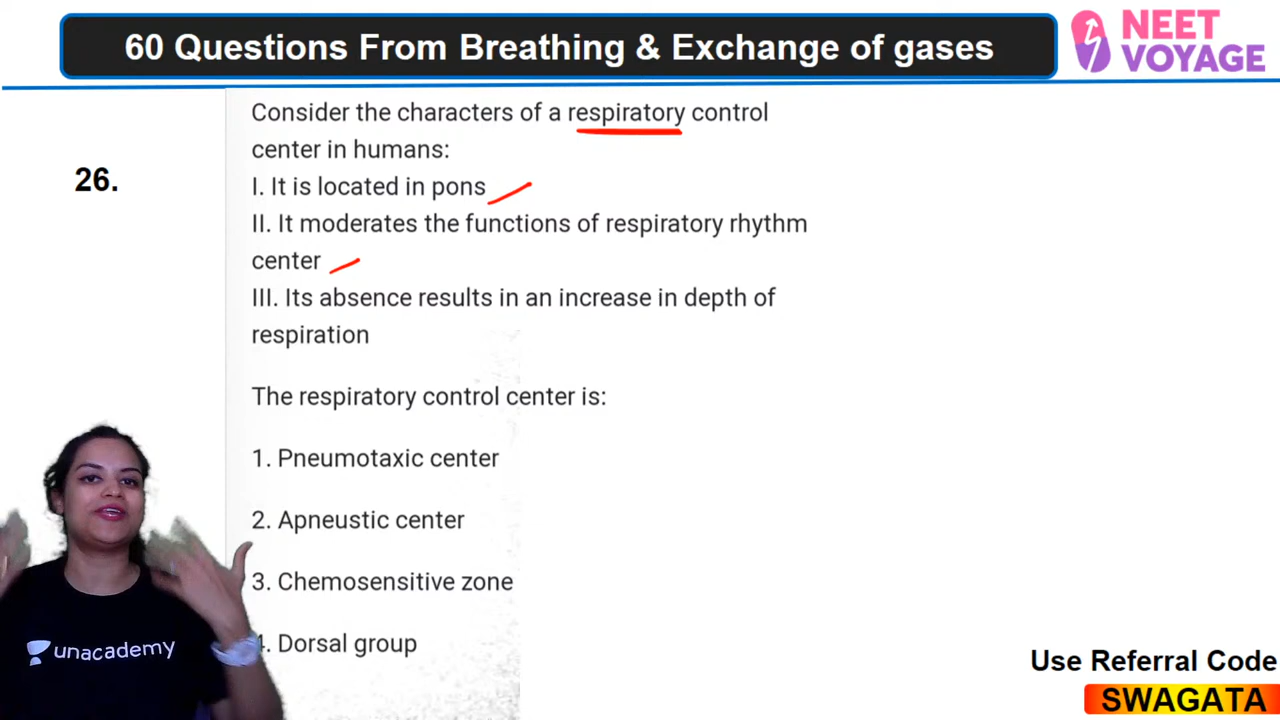 60 Questions From Breathing & Exchange of gases
NEET
VOYAGE
26.
Consider the characters of a respiratory control
center in humans:
I. It is located in pons
II. It moderates the functions of respiratory rhythm
center
III. Its absence results in an increase in depth of
respiration
The respiratory control center is:
1. Pneumotaxic center
2. Apneustic center
3. Chemosensitive zone
4. Dorsal group
unacademy
Use Referral Code
SWAGATA